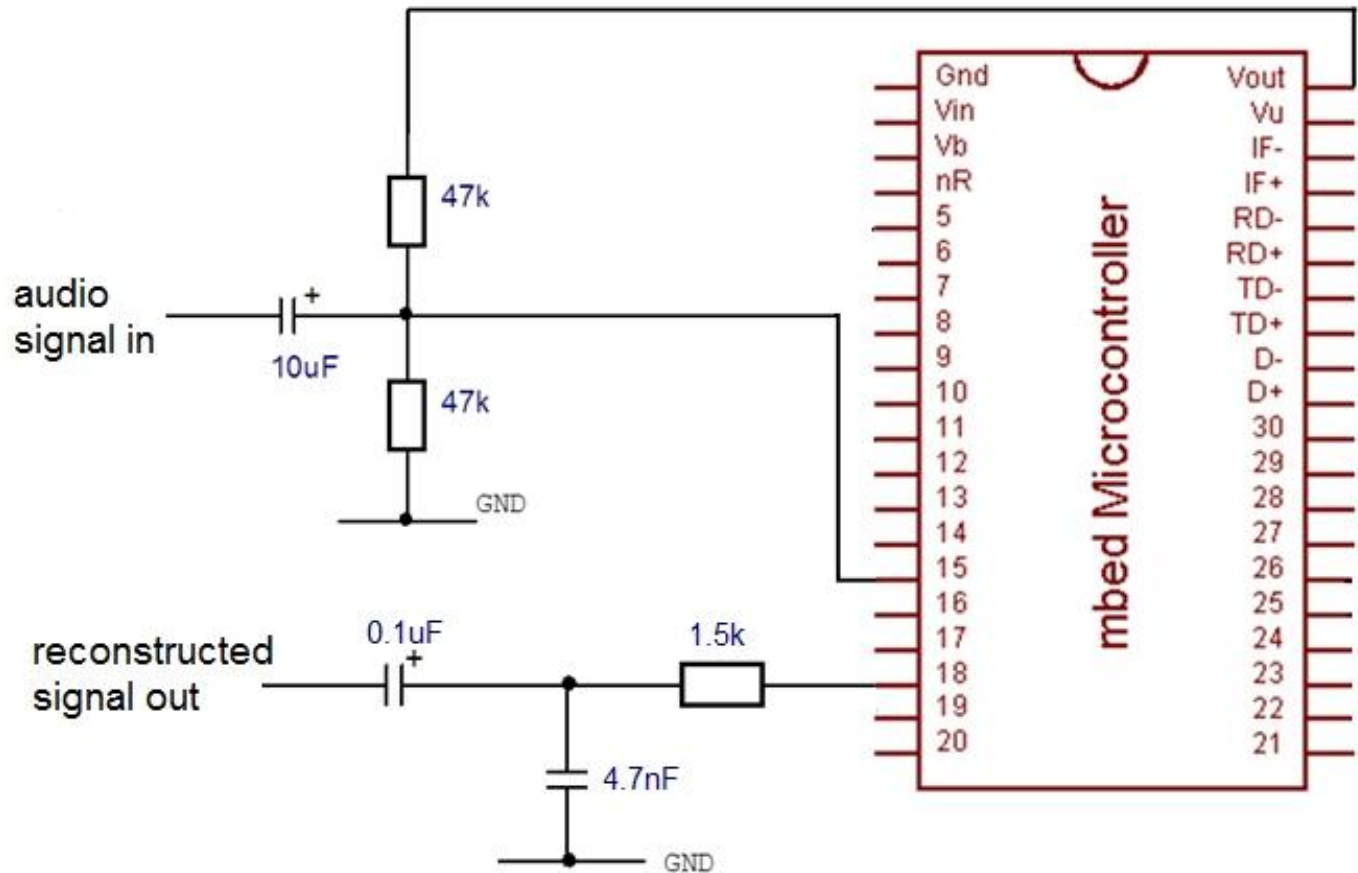 47k
audio
signal in
+
10uF
47k
GND
reconstructed
signal out
0.1uF
+
1.5k
4.7nF
GND
Gnd
Vin
Vb
nR
5
6
7
8
9
10
11
12
13
14
15
16
17
18
19
20
mbed Microcontroller
Vout
Vu
IF-
IF+
RD-
RD+
TD-
TD+
D-
D+
30
29
28
27
26
25
24
23
22
21